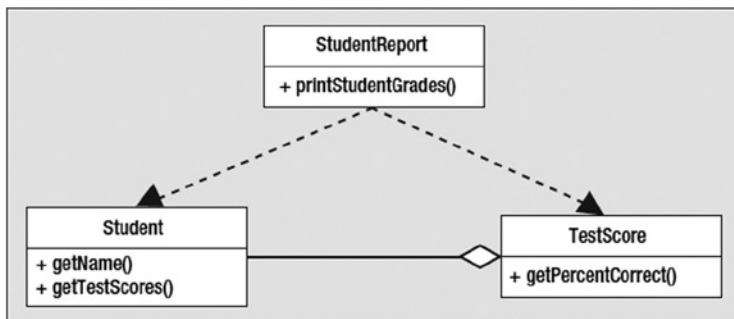 StudentReport
+ printStudentGrades()
Student
+ getName()
+ getTestScores()
TestScore
+ getPercentCorrect()